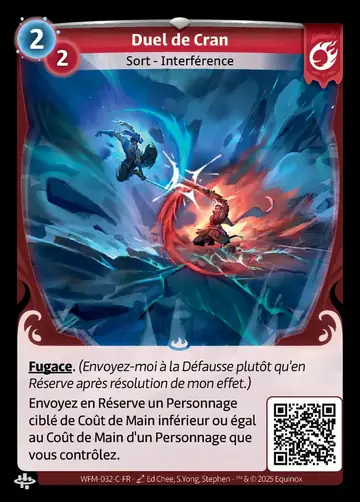 2
Duel de Cran
2
Sort - Interférence
Fugace. (Envoyez-moi à la Défausse plutôt qu'en
Réserve après résolution de mon effet.)
Envoyez en Réserve un Personnage
ciblé de Coût de Main inférieur ou égal
au Coût de Main d'un Personnage que
vous contrôlez.
WFM-032-C-FR - Ed Chee, S.Yong, Stephen - ™ & © 2025 Equinox